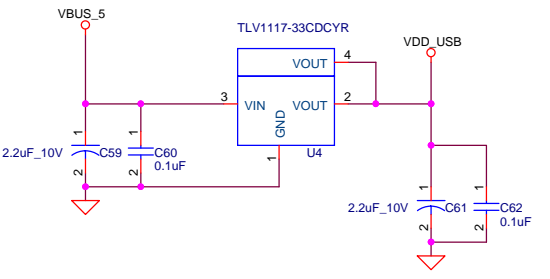 VBUS_5
TLV1117-33CDCYR
VDD_USB
VOUT 4
3 VIN VOUT 2
GND
1
U4
1 1
2.2uF_10V C59 C60
0.1uF
2 2
1 1
2.2uF_10V C61 C62
0.1uF
2 2